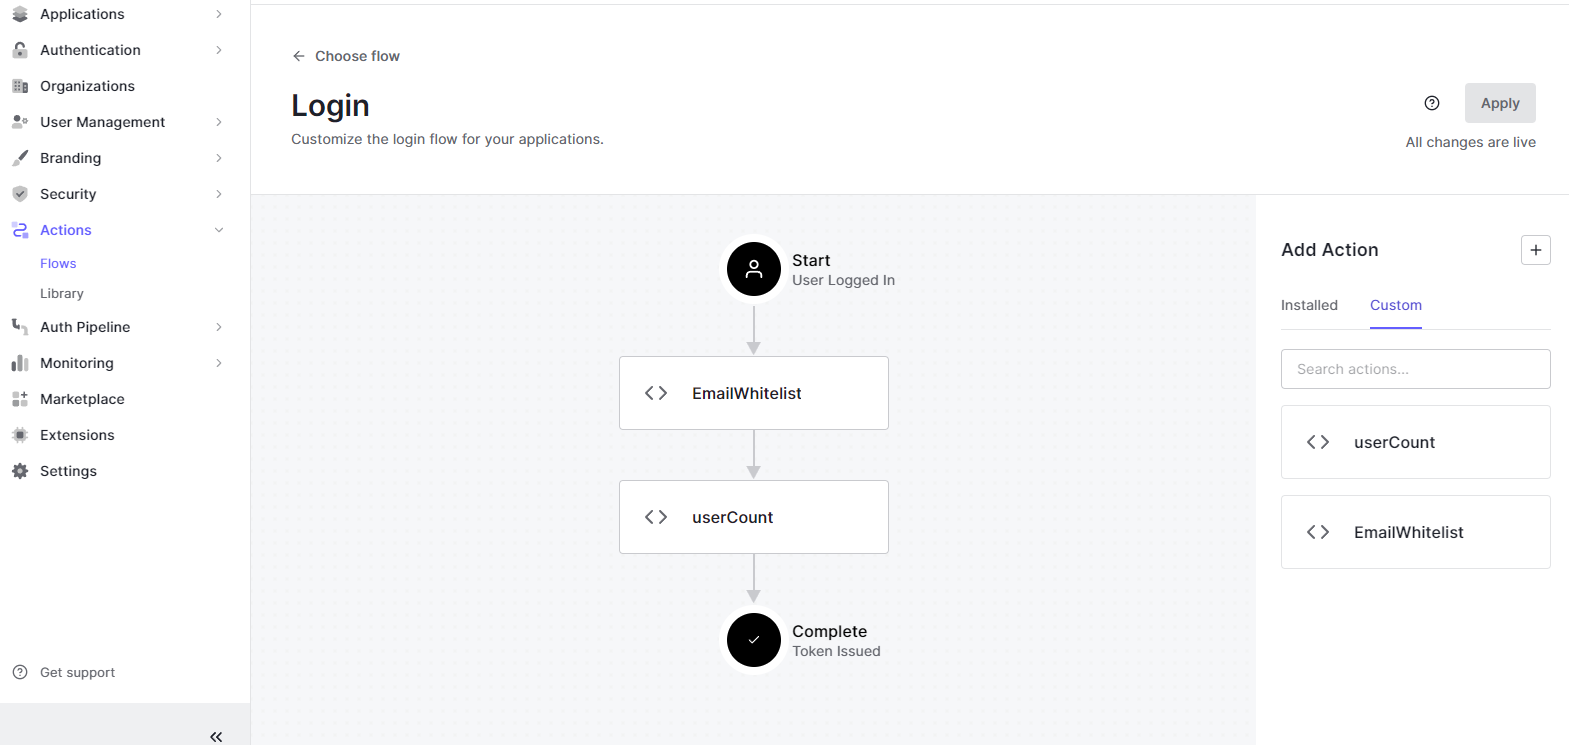 Applications
Authentication
Organizations
User Management
Branding
Security
Actions
Flows
Library
Auth Pipeline
Monitoring
Marketplace
Extensions
Settings
Get support
Choose flow
Login
Customize the login flow for your applications.
Apply
All changes are live
Start
User Logged In
EmailWhitelist
userCount
Complete
Token Issued
Add Action
Installed Custom
Search actions...
userCount
EmailWhitelist